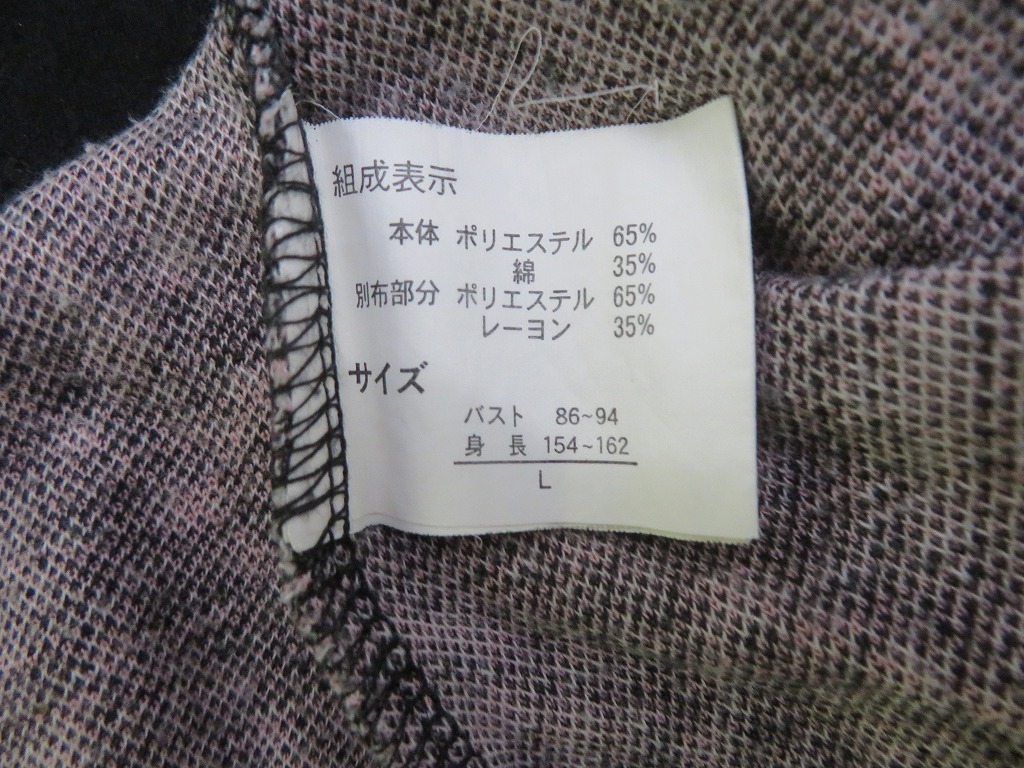 組成表示
本体 ポリエステル 65%
綿 35%
別布部分 ポリエステル 65%
レーヨン 35%
サイズ
バスト 86~94
身長 154~162
L